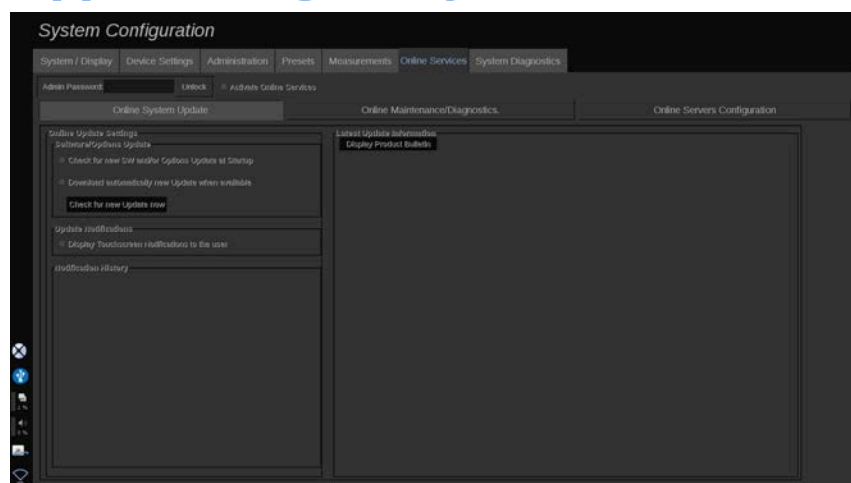 System Configuration
System / Display Device Settings Administration Presets Measurements Online Services System Diagnostics
Admin Password: Unlock Activate Online Services
Online System Update Online Maintenance/Diagnostics. Online Servers Configuration
Online Update Settings
Software/Options Update
Check for new SW and/or Options Update at Startup
Download automatically new Update when available
Check for new Update now
Update Notifications
Display Touchscreen Notifications to the user
Notification History
Latest Update Information
Display Product Bulletin